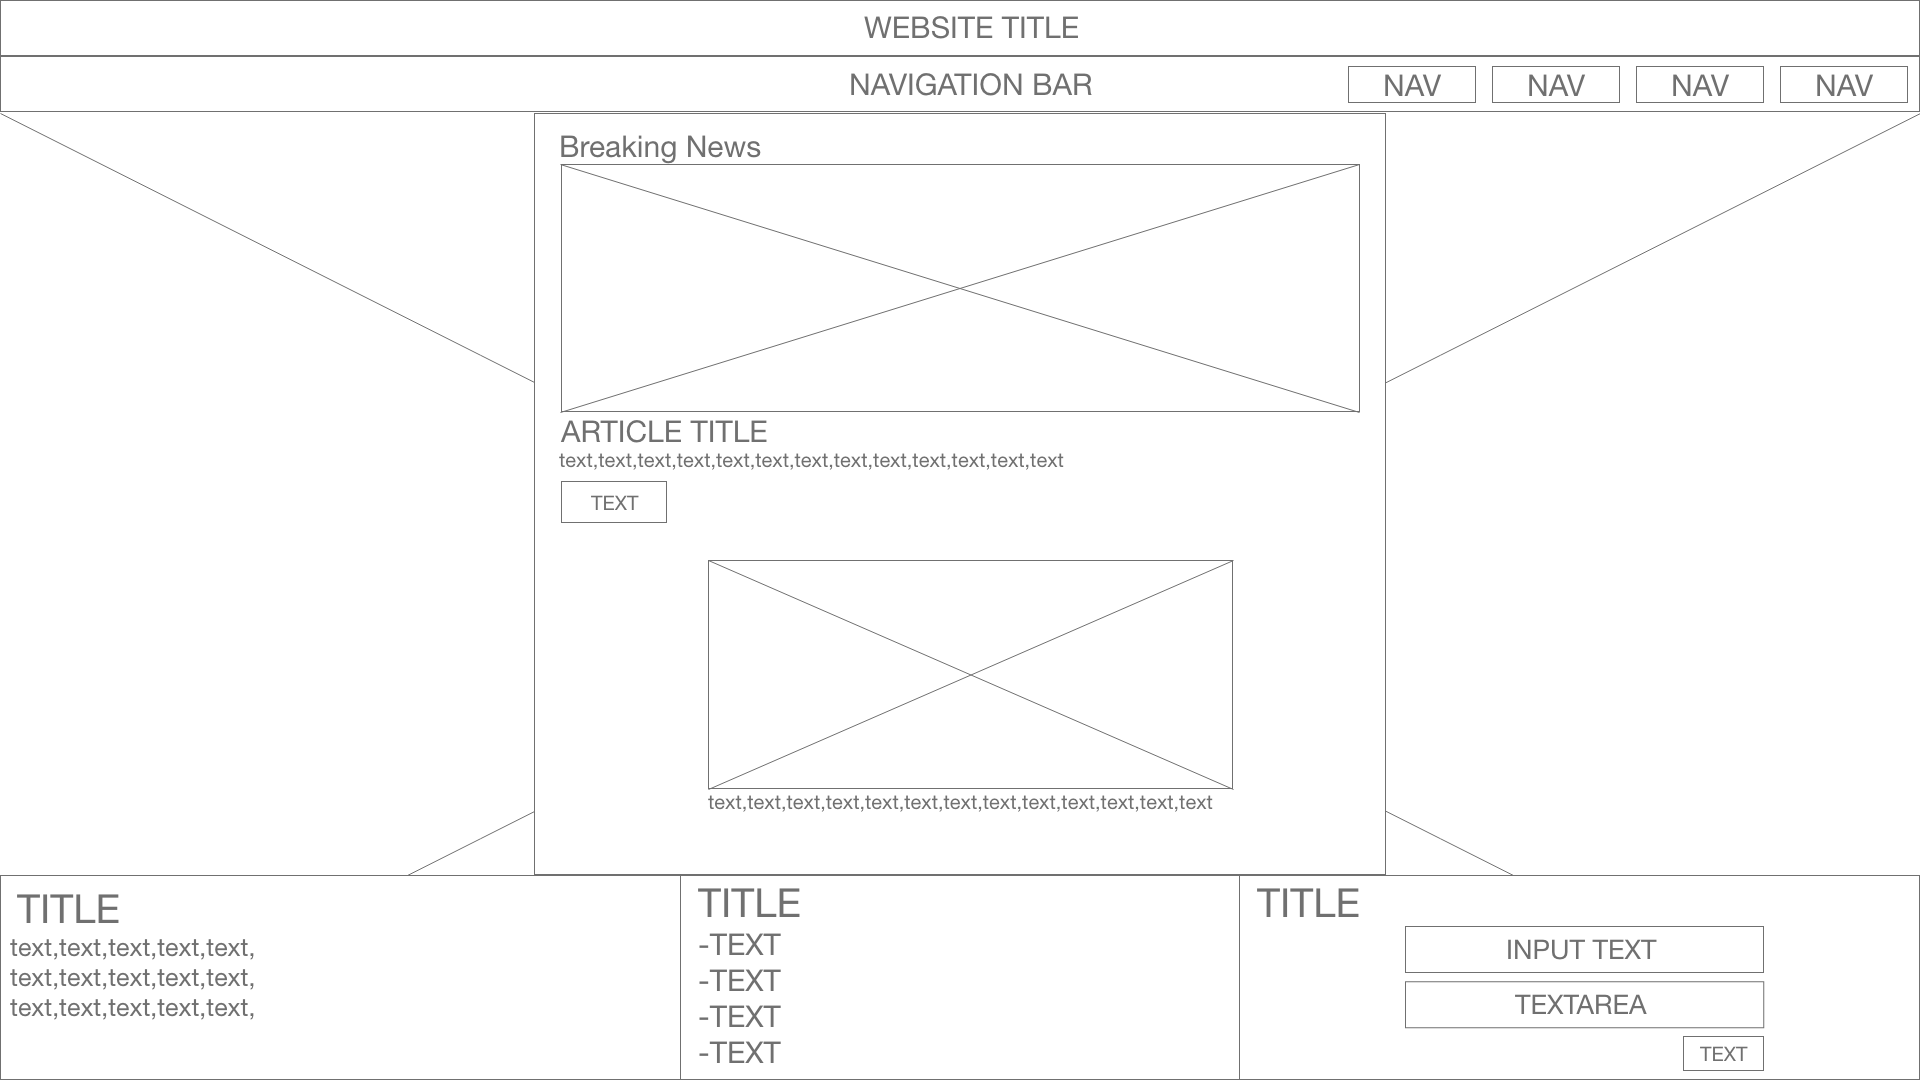 WEBSITE TITLE
NAVIGATION BAR
NAV
NAV
NAV
NAV
Breaking News
ARTICLE TITLE
text,text,text,text,text,text,text,text,text,text,text,text,text
TEXT
text,text,text,text,text,text,text,text,text,text,text,text,text
TITLE
text,text,text,text,text,
text,text,text,text,text,
text,text,text,text,text,
TITLE
-TEXT
-TEXT
-TEXT
-TEXT
TITLE
INPUT TEXT
TEXTAREA
TEXT